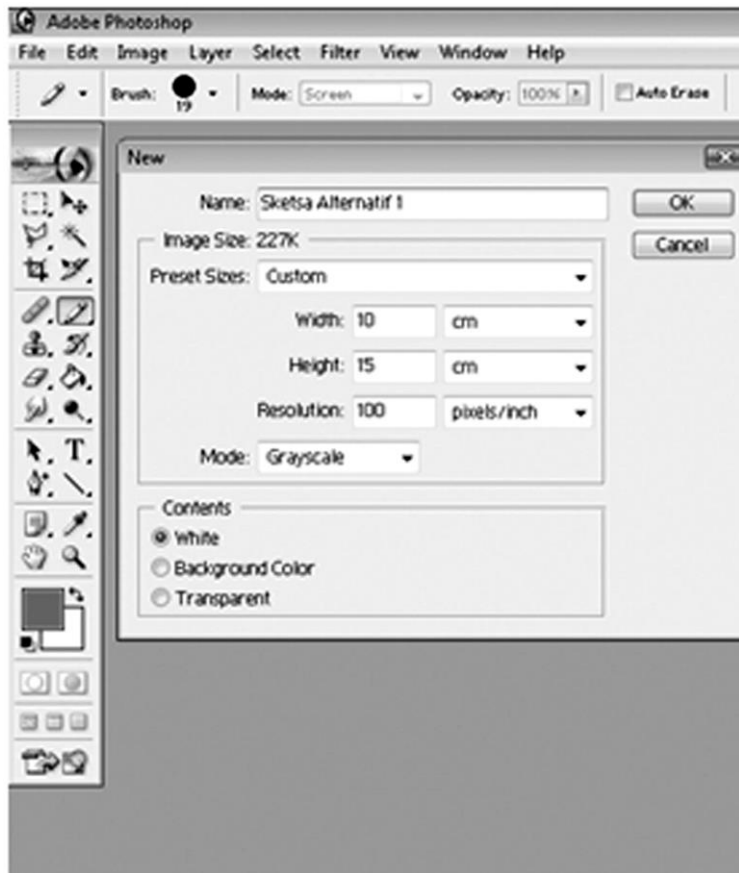 Adobe Photoshop
File Edit Image Layer Select Filter View Window Help
Brush: 19 Mode: Screen Opacity: 100% Auto Erase
New
Name: Sketsa Alternatif 1 OK
Image Size: 227K Cancel
Preset Sizes: Custom
Width: 10 cm
Height: 15 cm
Resolution: 100 pixels/inch
Mode: Grayscale
Contents
White
Background Color
Transparent